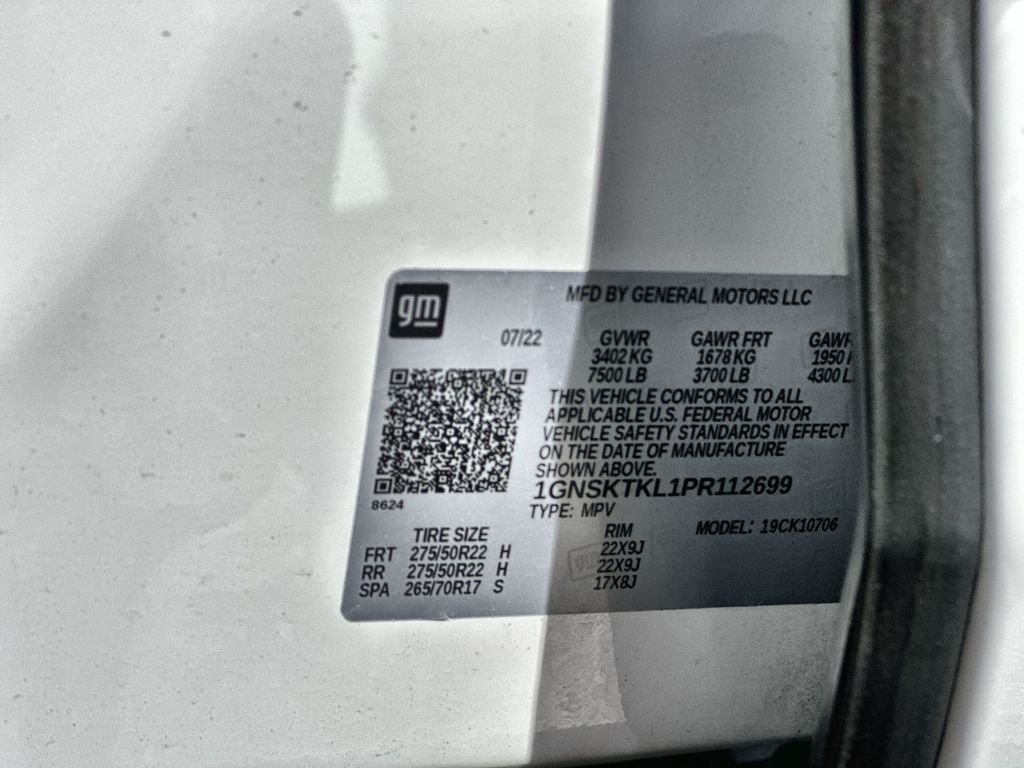 gm
MFD BY GENERAL MOTORS LLC
07/22 GVWR GAWR FRT GAWR
3402 KG 1678 KG 1950
7500 LB 3700 LB 4300 L
THIS VEHICLE CONFORMS TO ALL
APPLICABLE U.S. FEDERAL MOTOR
VEHICLE SAFETY STANDARDS IN EFFECT
ON THE DATE OF MANUFACTURE
SHOWN ABOVE.
1GNSKTKL1PR112699
8624
TYPE: MPV
MODEL: 19CK10706
TIRE SIZE RIM
FRT 275/50R22 H 22X9J
RR 275/50R22 H 22X9J
SPA 265/70R17 S 17X8J